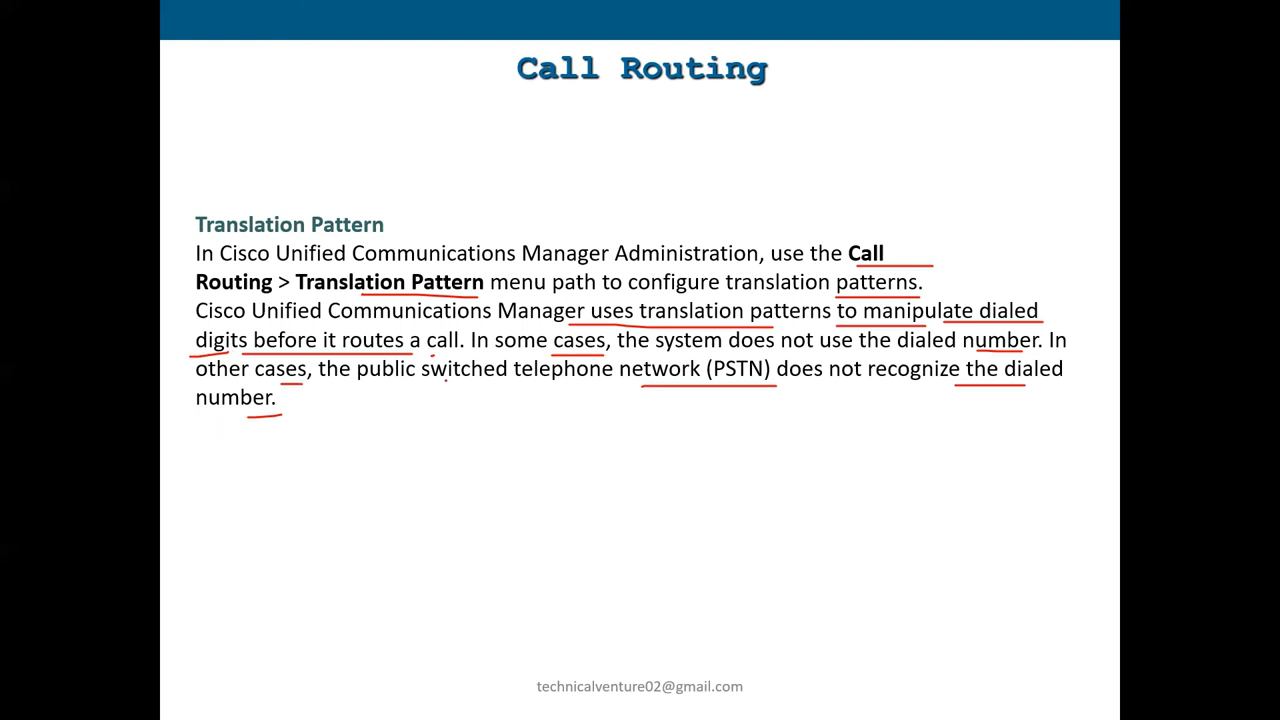 Call Routing
Translation Pattern
In Cisco Unified Communications Manager Administration, use the Call
Routing > Translation Pattern menu path to configure translation patterns.
Cisco Unified Communications Manager uses translation patterns to manipulate dialed
digits before it routes a call. In some cases, the system does not use the dialed number. In
other cases, the public switched telephone network (PSTN) does not recognize the dialed
number.
technicalventure02@gmail.com